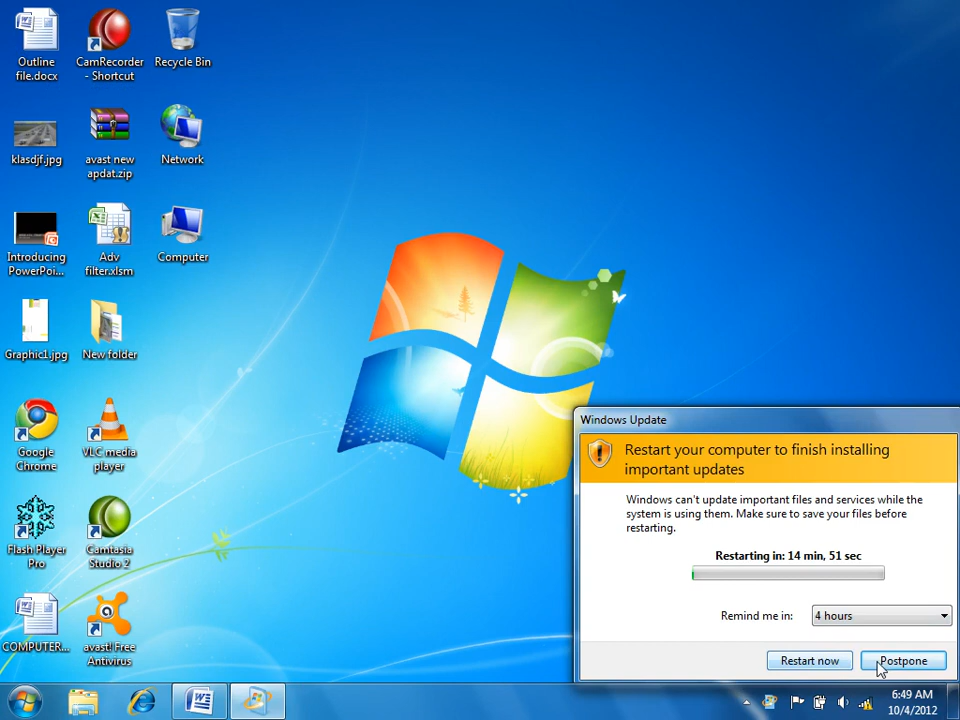 Outline
file.docx
CamRecorder
- Shortcut
Recycle Bin
klasdjf.jpg
avast new
apdat.zip
Network
Introducing
PowerPoi...
Adv
filter.xlsm
Computer
Graphic1.jpg
New folder
Google
Chrome
VLC media
player
Flash Player
Pro
Camtasia
Studio 2
COMPUTER...
avast! Free
Antivirus
Windows Update
Restart your computer to finish installing
important updates
Windows can't update important files and services while the
system is using them. Make sure to save your files before
restarting.
Restarting in: 14 min, 51 sec
Remind me in:
4 hours
Restart now
Postpone
6:49 AM
10/4/2012